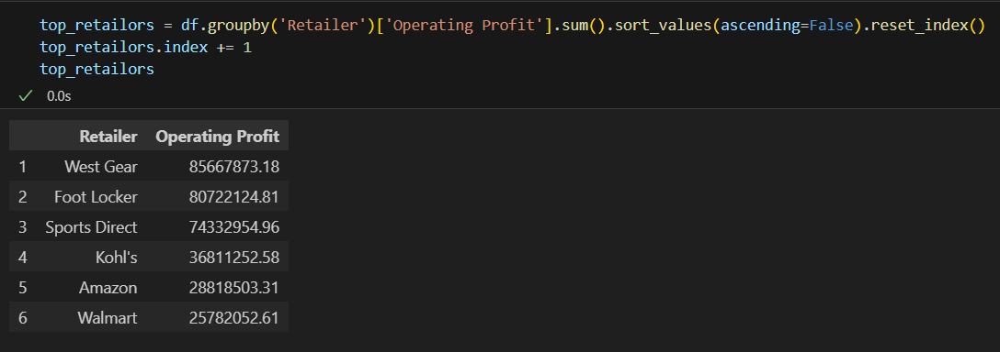 top_retailors = df.groupby('Retailer')['Operating Profit'].sum().sort_values(ascending=False).reset_index()
top_retailors.index += 1
top_retailors
0.0s
Retailer Operating Profit
1 West Gear 85667873.18
2 Foot Locker 80722124.81
3 Sports Direct 74332954.96
4 Kohl's 36811252.58
5 Amazon 28818503.31
6 Walmart 25782052.61